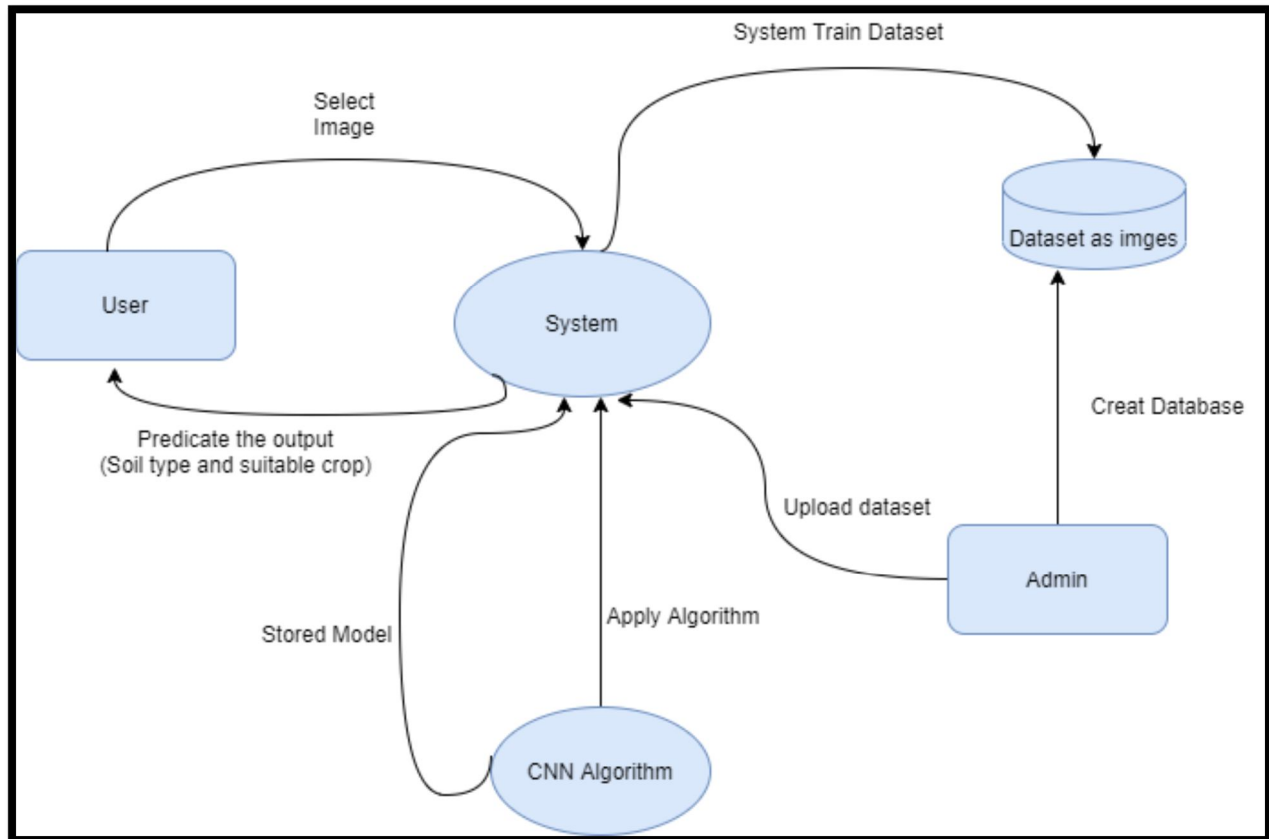 System Train Dataset
Select
Image
Dataset as imges
User
System
Creat Database
Predicate the output
(Soil type and suitable crop)
Upload dataset
Admin
Apply Algorithm
Stored Model
CNN Algorithm